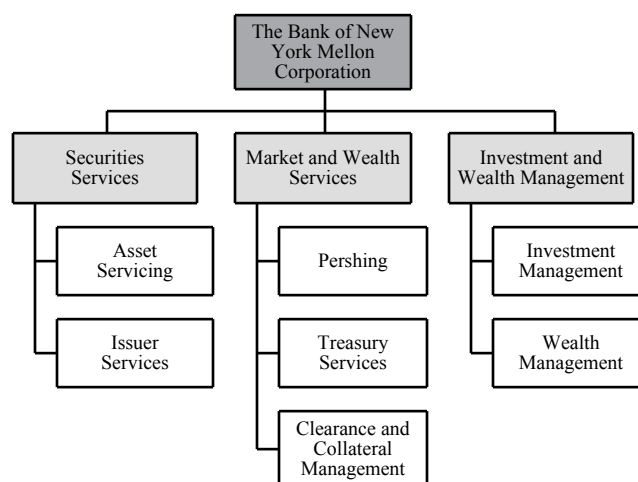 The Bank of New
York Mellon
Corporation
Securities
Services
Market and Wealth
Services
Investment and
Wealth Management
Asset
Servicing
Pershing
Investment
Management
Issuer
Services
Treasury
Services
Wealth
Management
Clearance and
Collateral
Management